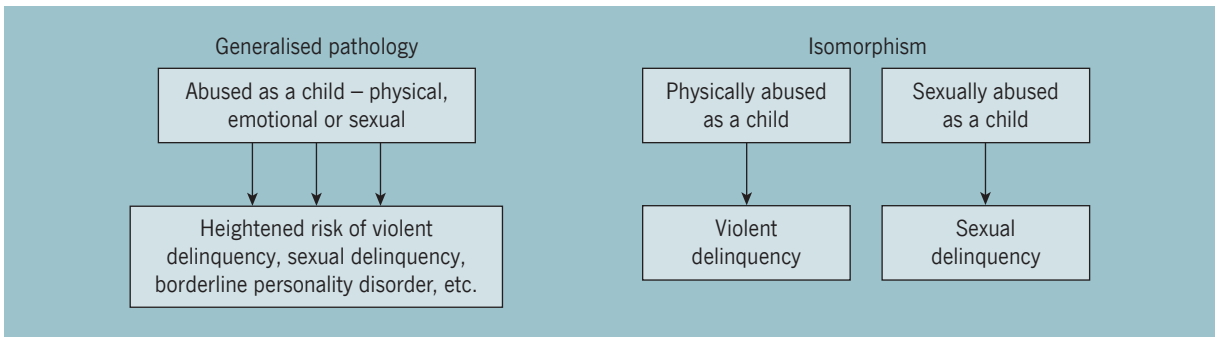 Generalised pathology
Abused as a child – physical,
emotional or sexual
Heightened risk of violent
delinquency, sexual delinquency,
borderline personality disorder, etc.
Isomorphism
Physically abused
as a child
Sexually abused
as a child
Violent
delinquency
Sexual
delinquency